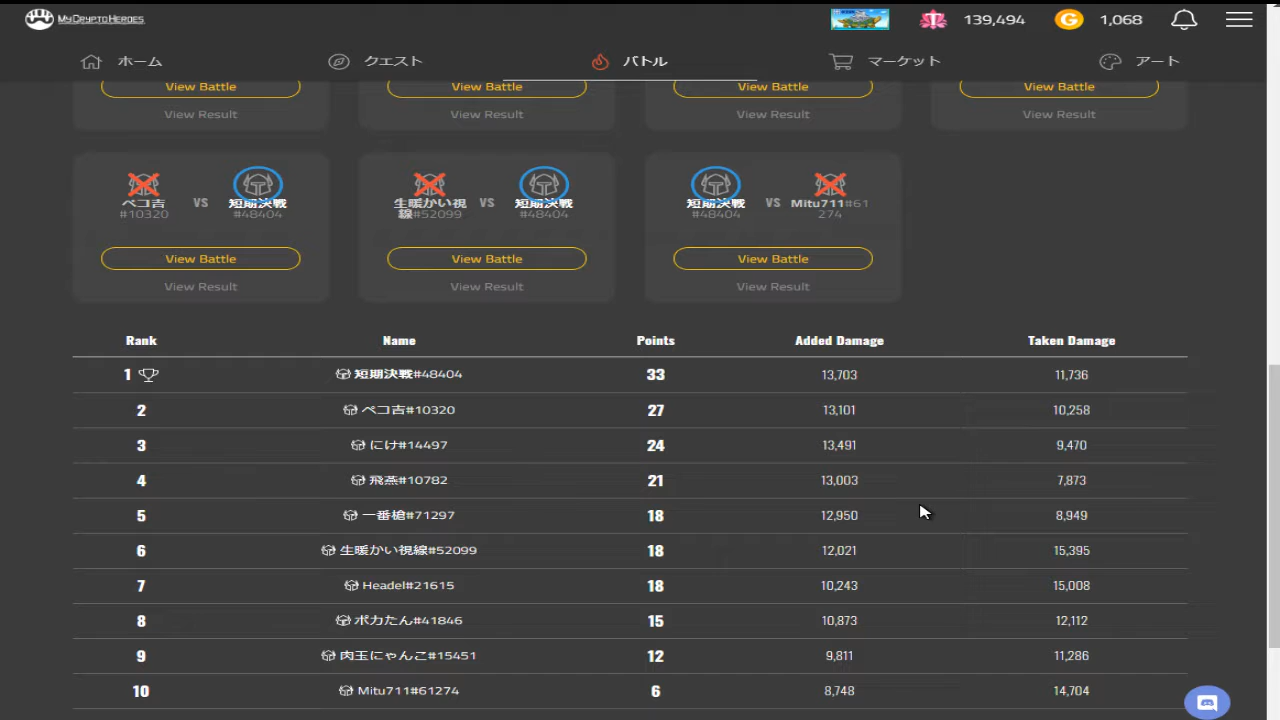 MyCryptoHeroes 139,494 G 1,068
ホーム クエスト バトル マーケット アート
View Battle View Battle View Battle View Battle
View Result View Result View Result View Result
ペコ吉 #10320 VS 短期決戦 #48404
生暖かい視線#52099 VS 短期決戦 #48404
短期決戦 #48404 VS Mitu711#61274
View Battle View Battle View Battle
View Result View Result View Result
Rank Name Points Added Damage Taken Damage
1 短期決戦#48404 33 13,703 11,736
2 ペコ吉#10320 27 13,101 10,258
3 にけ#14497 24 13,491 9,470
4 飛燕#10782 21 13,003 7,873
5 一番槍#71297 18 12,950 8,949
6 生暖かい視線#52099 18 12,021 15,395
7 Headel#21615 18 10,243 15,008
8 ポカたん#41846 15 10,873 12,112
9 肉玉にゃんこ#15451 12 9,811 11,286
10 Mitu711#61274 6 8,748 14,704